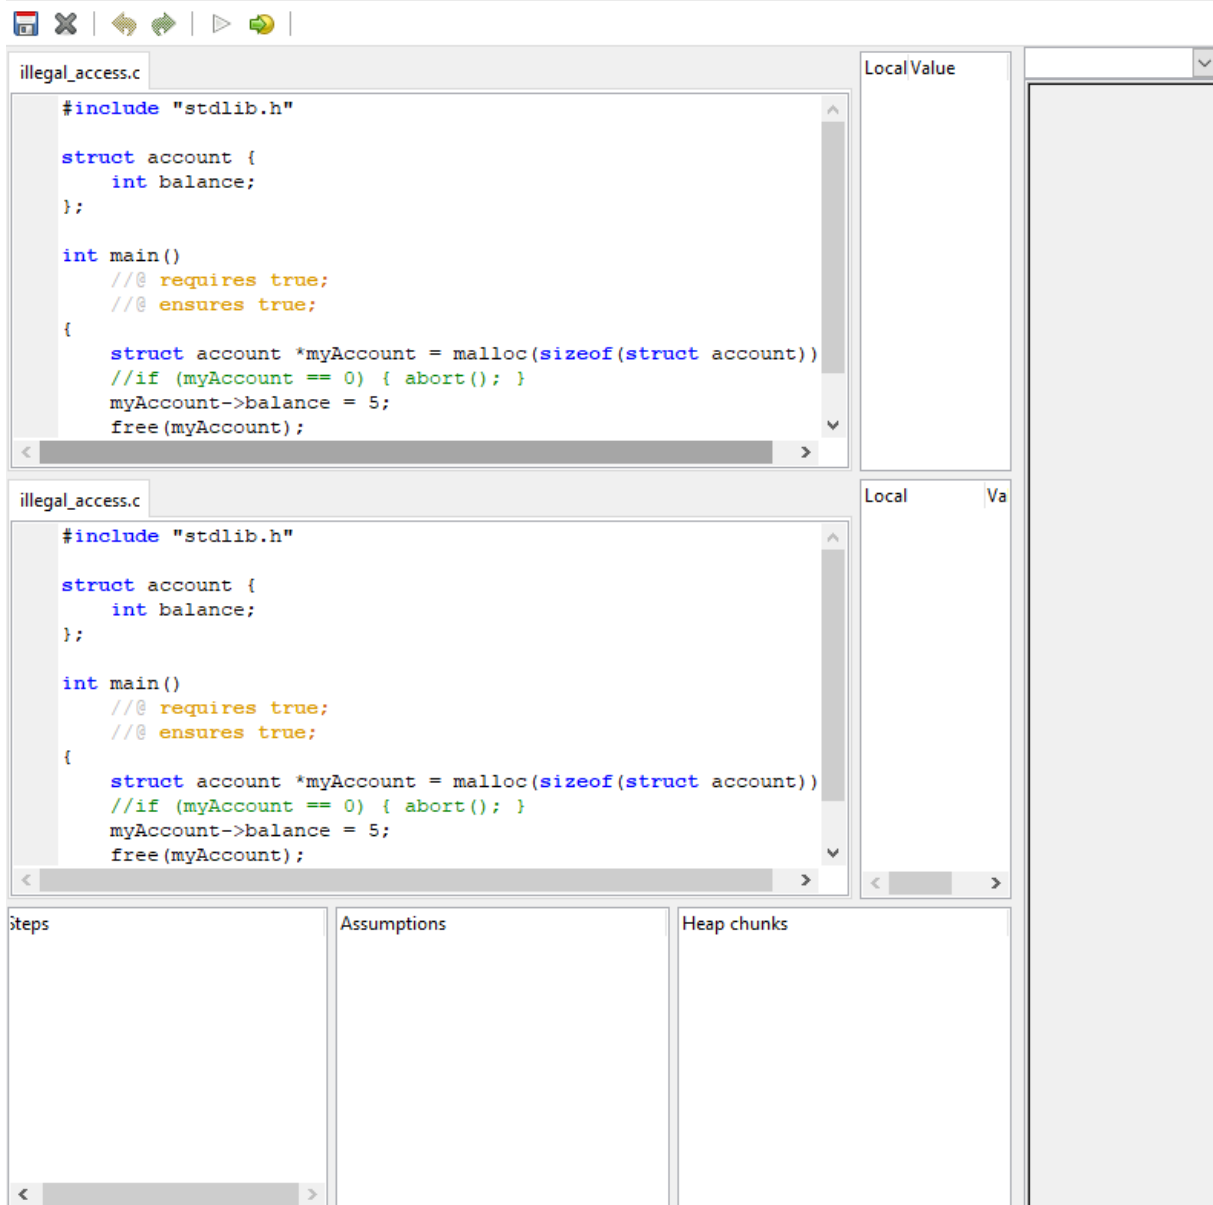 illegal_access.c
#include "stdlib.h"
struct account {
int balance;
};
int main()
//@ requires true;
//@ ensures true;
{
struct account *myAccount = malloc(sizeof(struct account))
//if (myAccount == 0) { abort(); }
myAccount->balance = 5;
free(myAccount);
Local Value
illegal_access.c
#include "stdlib.h"
struct account {
int balance;
};
int main()
//@ requires true;
//@ ensures true;
{
struct account *myAccount = malloc(sizeof(struct account))
//if (myAccount == 0) { abort(); }
myAccount->balance = 5;
free(myAccount);
Local Va
Steps
Assumptions
Heap chunks